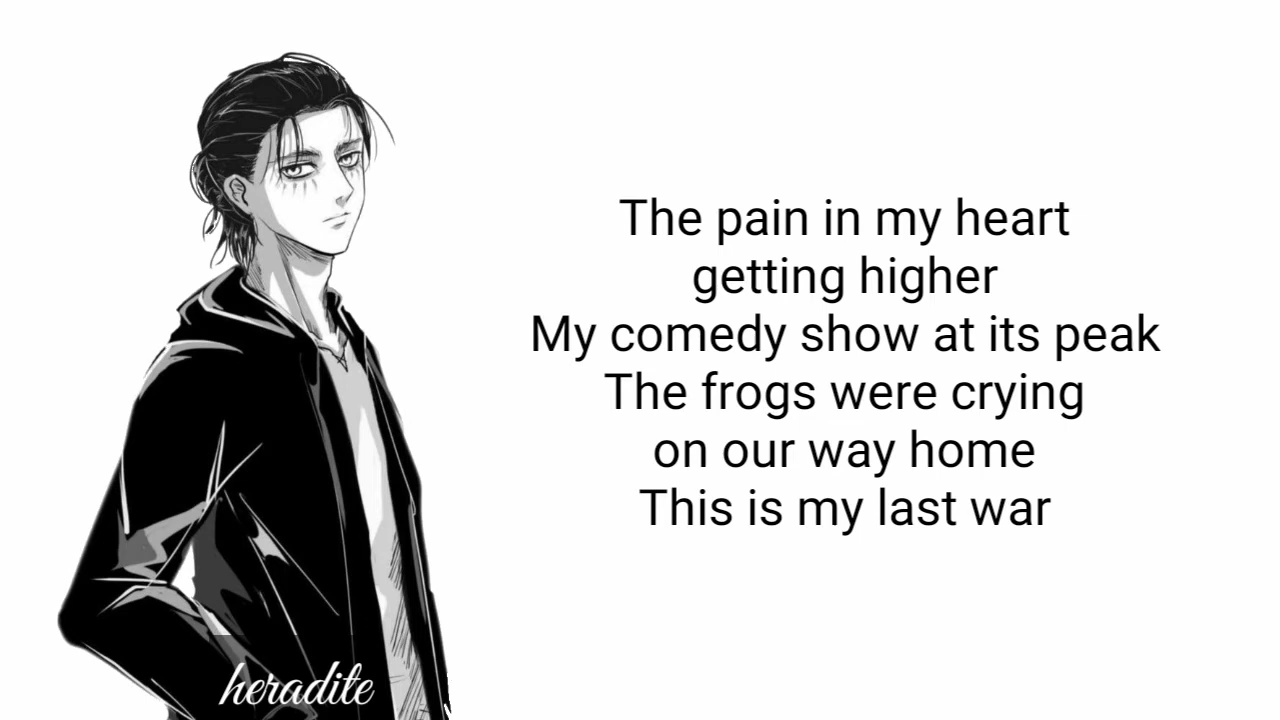 The pain in my heart
getting higher
My comedy show at its peak
The frogs were crying
on our way home
This is my last war
heradite